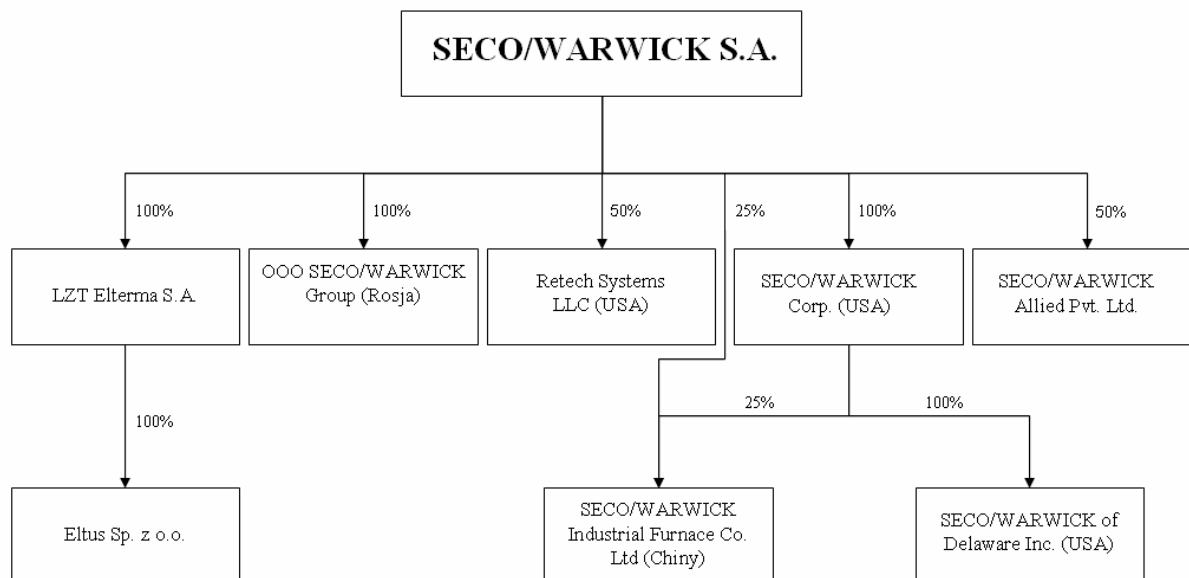 SECO/WARWICK S.A.
100%
100%
50%
25%
100%
50%
LZT Elterma S.A.
OOO SECO/WARWICK
Group (Rosja)
Retech Systems
LLC (USA)
SECO/WARWICK
Corp. (USA)
SECO/WARWICK
Allied Pvt. Ltd.
100%
25%
100%
Eltus Sp. z o.o.
SECO/WARWICK
Industrial Furnace Co.
Ltd (Chiny)
SECO/WARWICK of
Delaware Inc. (USA)